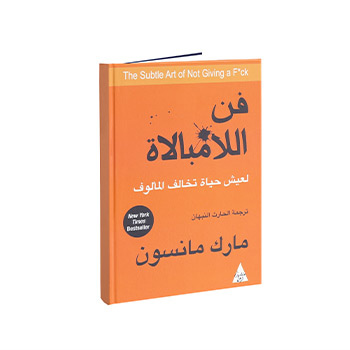 The Subtle Art of Not Giving a F*ck
فن
اللامبالاة
لعيش حياة تخالف المألوف
ترجمة الحارث النبهان
New York
Times
Bestseller
مارك مانسون